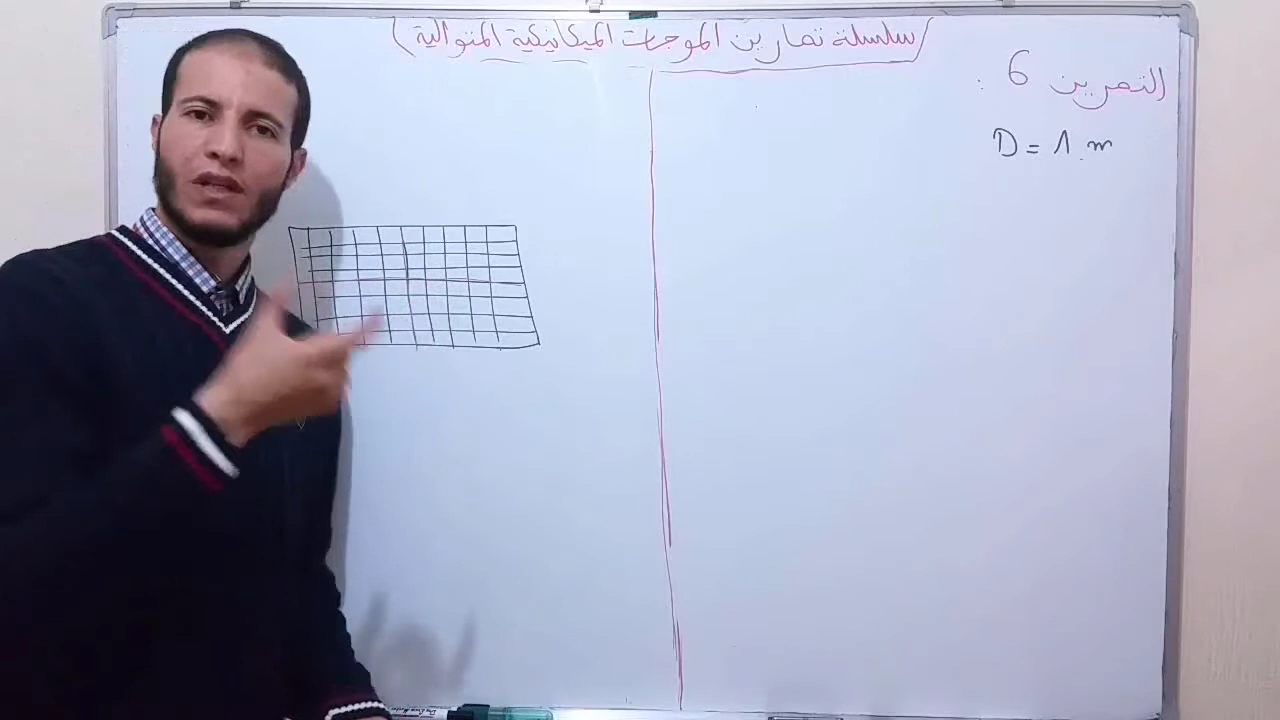 سلسلة تمارين الموجات الميكانيكية المتوالية)
التمرين 6 :
D = 1 m